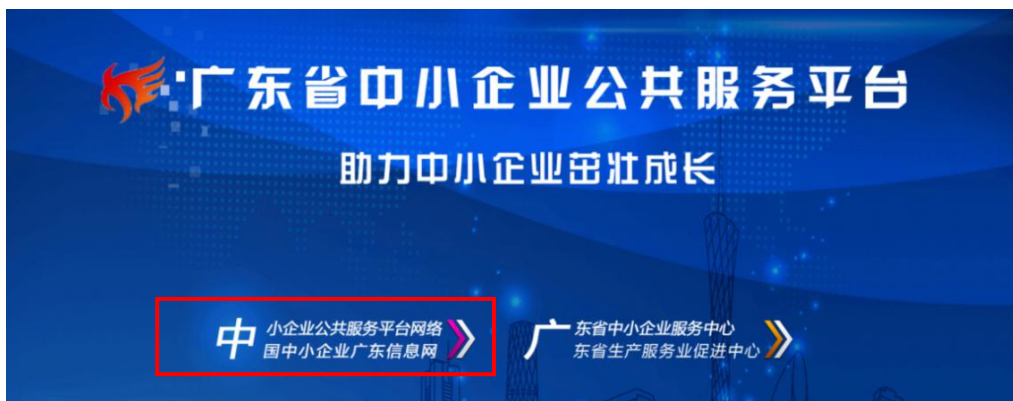 广东省中小企业公共服务平台
助力中小企业茁壮成长
中 小企业公共服务平台网络
国中小企业广东信息网
广 东省中小企业服务中心
东省生产服务业促进中心